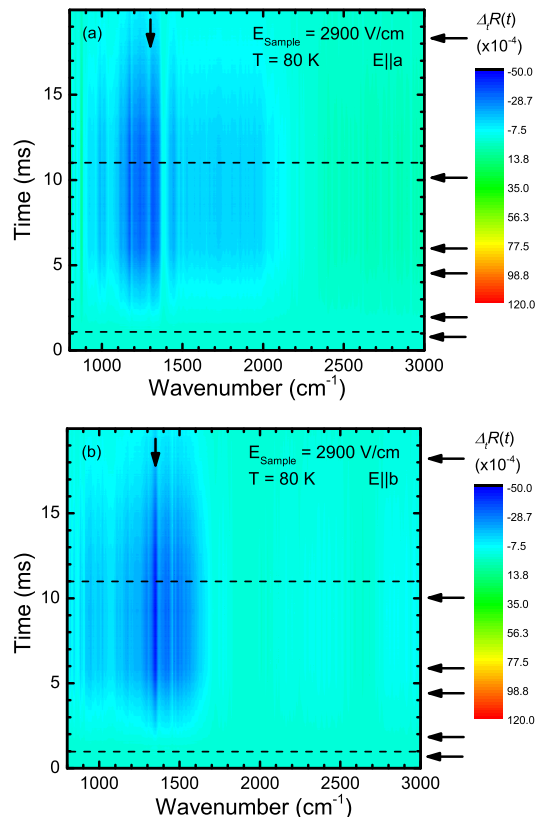 (a)
E_Sample = 2900 V/cm
T = 80 K E||a
Δ_tR(t)
(x10⁻⁴)
-50.0
-28.7
-7.5
13.8
35.0
56.3
77.5
98.8
120.0
15
10
5
0
Time (ms)
1000 1500 2000 2500 3000
Wavenumber (cm⁻¹)
(b)
E_Sample = 2900 V/cm
T = 80 K E||b
Δ_tR(t)
(x10⁻⁴)
-50.0
-28.7
-7.5
13.8
35.0
56.3
77.5
98.8
120.0
15
10
5
0
Time (ms)
1000 1500 2000 2500 3000
Wavenumber (cm⁻¹)